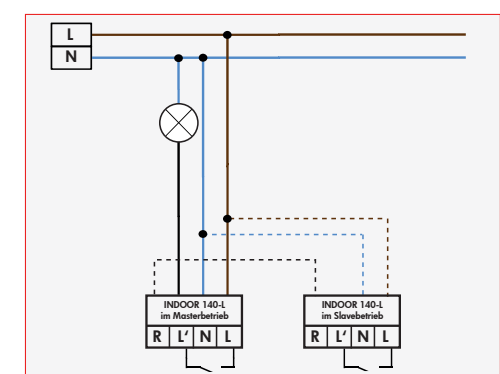 L
N
INDOOR 140-L
im Masterbetrieb
R L‘ N L
INDOOR 140-L
im Slavebetrieb
R L‘ N L